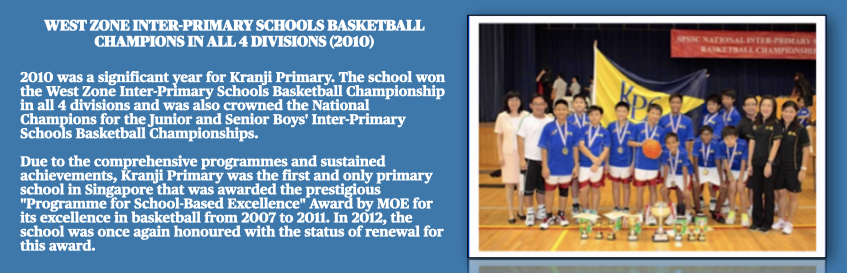 WEST ZONE INTER-PRIMARY SCHOOLS BASKETBALL
CHAMPIONS IN ALL 4 DIVISIONS (2010)
2010 was a significant year for Kranji Primary. The school won
the West Zone Inter-Primary Schools Basketball Championship
in all 4 divisions and was also crowned the National
Champions for the Junior and Senior Boys' Inter-Primary
Schools Basketball Championships.
Due to the comprehensive programmes and sustained
achievements, Kranji Primary was the first and only primary
school in Singapore that was awarded the prestigious
"Programme for School-Based Excellence" Award by MOE for
its excellence in basketball from 2007 to 2011. In 2012, the
school was once again honoured with the status of renewal for
this award.
SPSSC NATIONAL INTER-PRIMARY
BASKETBALL CHAMPIONSHIP
KPS